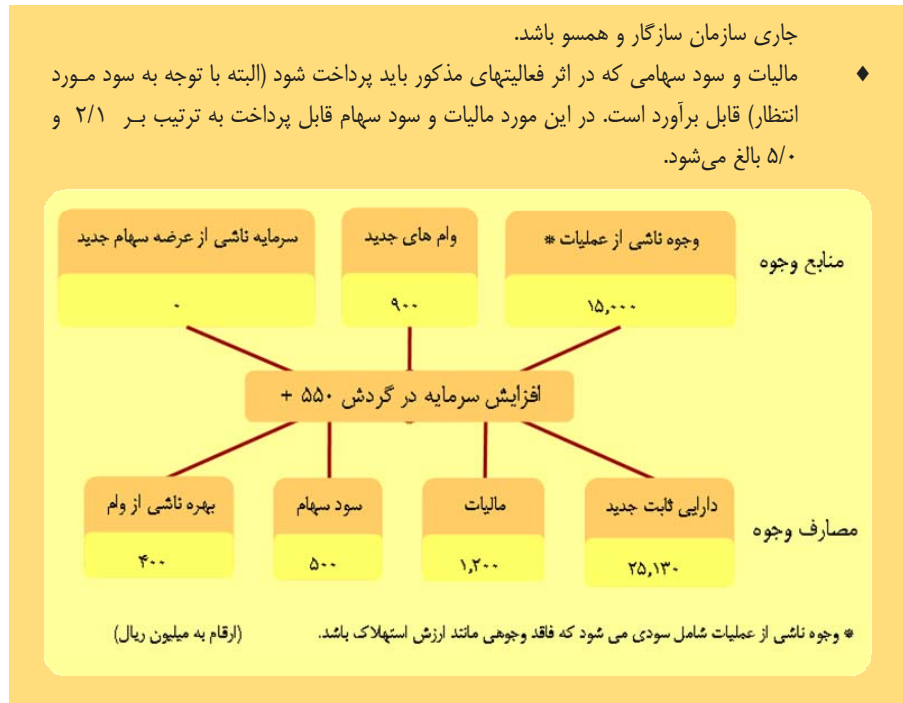 جاری سازمان سازگار و همسو باشد.
♦ مالیات و سود سهامی که در اثر فعالیتهای مذکور باید پرداخت شود (البته با توجه به سود مـورد
انتظار) قابل برآورد است. در این مورد مالیات و سود سهام قابل پرداخت به ترتیب بـر ۲/۱ و
۵/۰ بالغ می‌شود.
منابع وجوه
وجوه ناشی از عملیات *
۱۵,۰۰۰
وام های جدید
۹۰۰
سرمایه ناشی از عرضه سهام جدید
۰
افزایش سرمایه در گردش ۵۵۰ +
مصارف وجوه
دارایی ثابت جدید
۲۵,۱۳۰
مالیات
۱,۲۰۰
سود سهام
۵۰۰
بهره ناشی از وام
۴۰۰
* وجوه ناشی از عملیات شامل سودی می شود که فاقد وجوهی مانند ارزش استهلاک باشد. (ارقام به میلیون ریال)